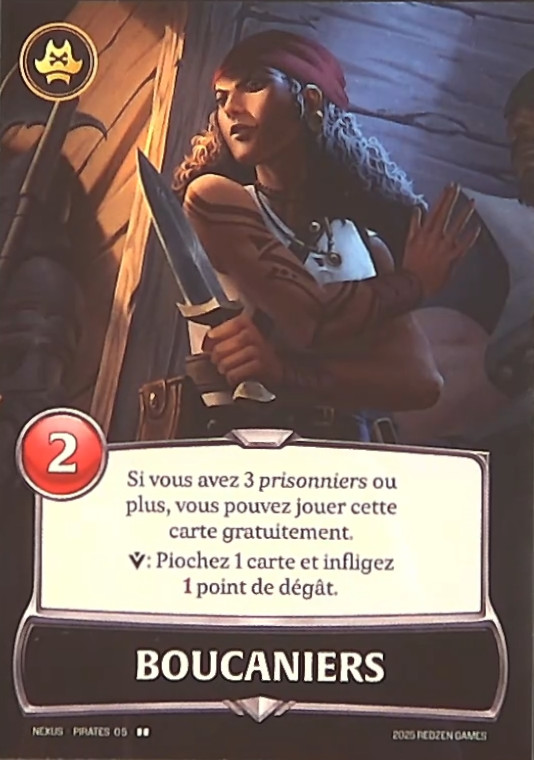 2
Si vous avez 3 prisonniers ou
plus, vous pouvez jouer cette
carte gratuitement.
: Piochez 1 carte et infligez
1 point de dégât.
BOUCANIERS
NEXUS PIRATES 05
2025 REDZEN GAMES